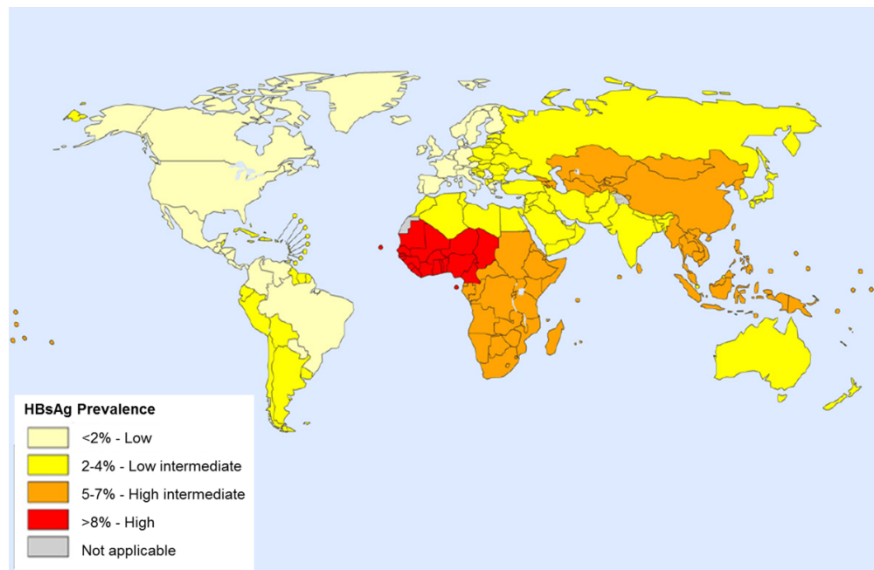 HBsAg Prevalence
<2% - Low
2-4% - Low intermediate
5-7% - High intermediate
>8% - High
Not applicable